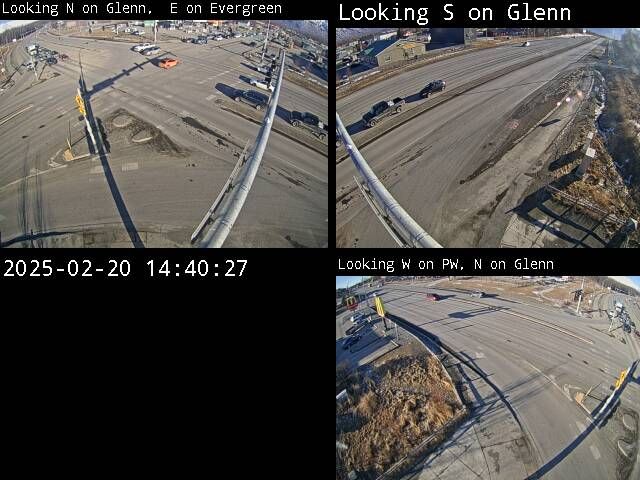 Looking N on Glenn,  E on Evergreen
Looking S on Glenn
2025-02-20 14:40:27
Looking W on PW, N on Glenn